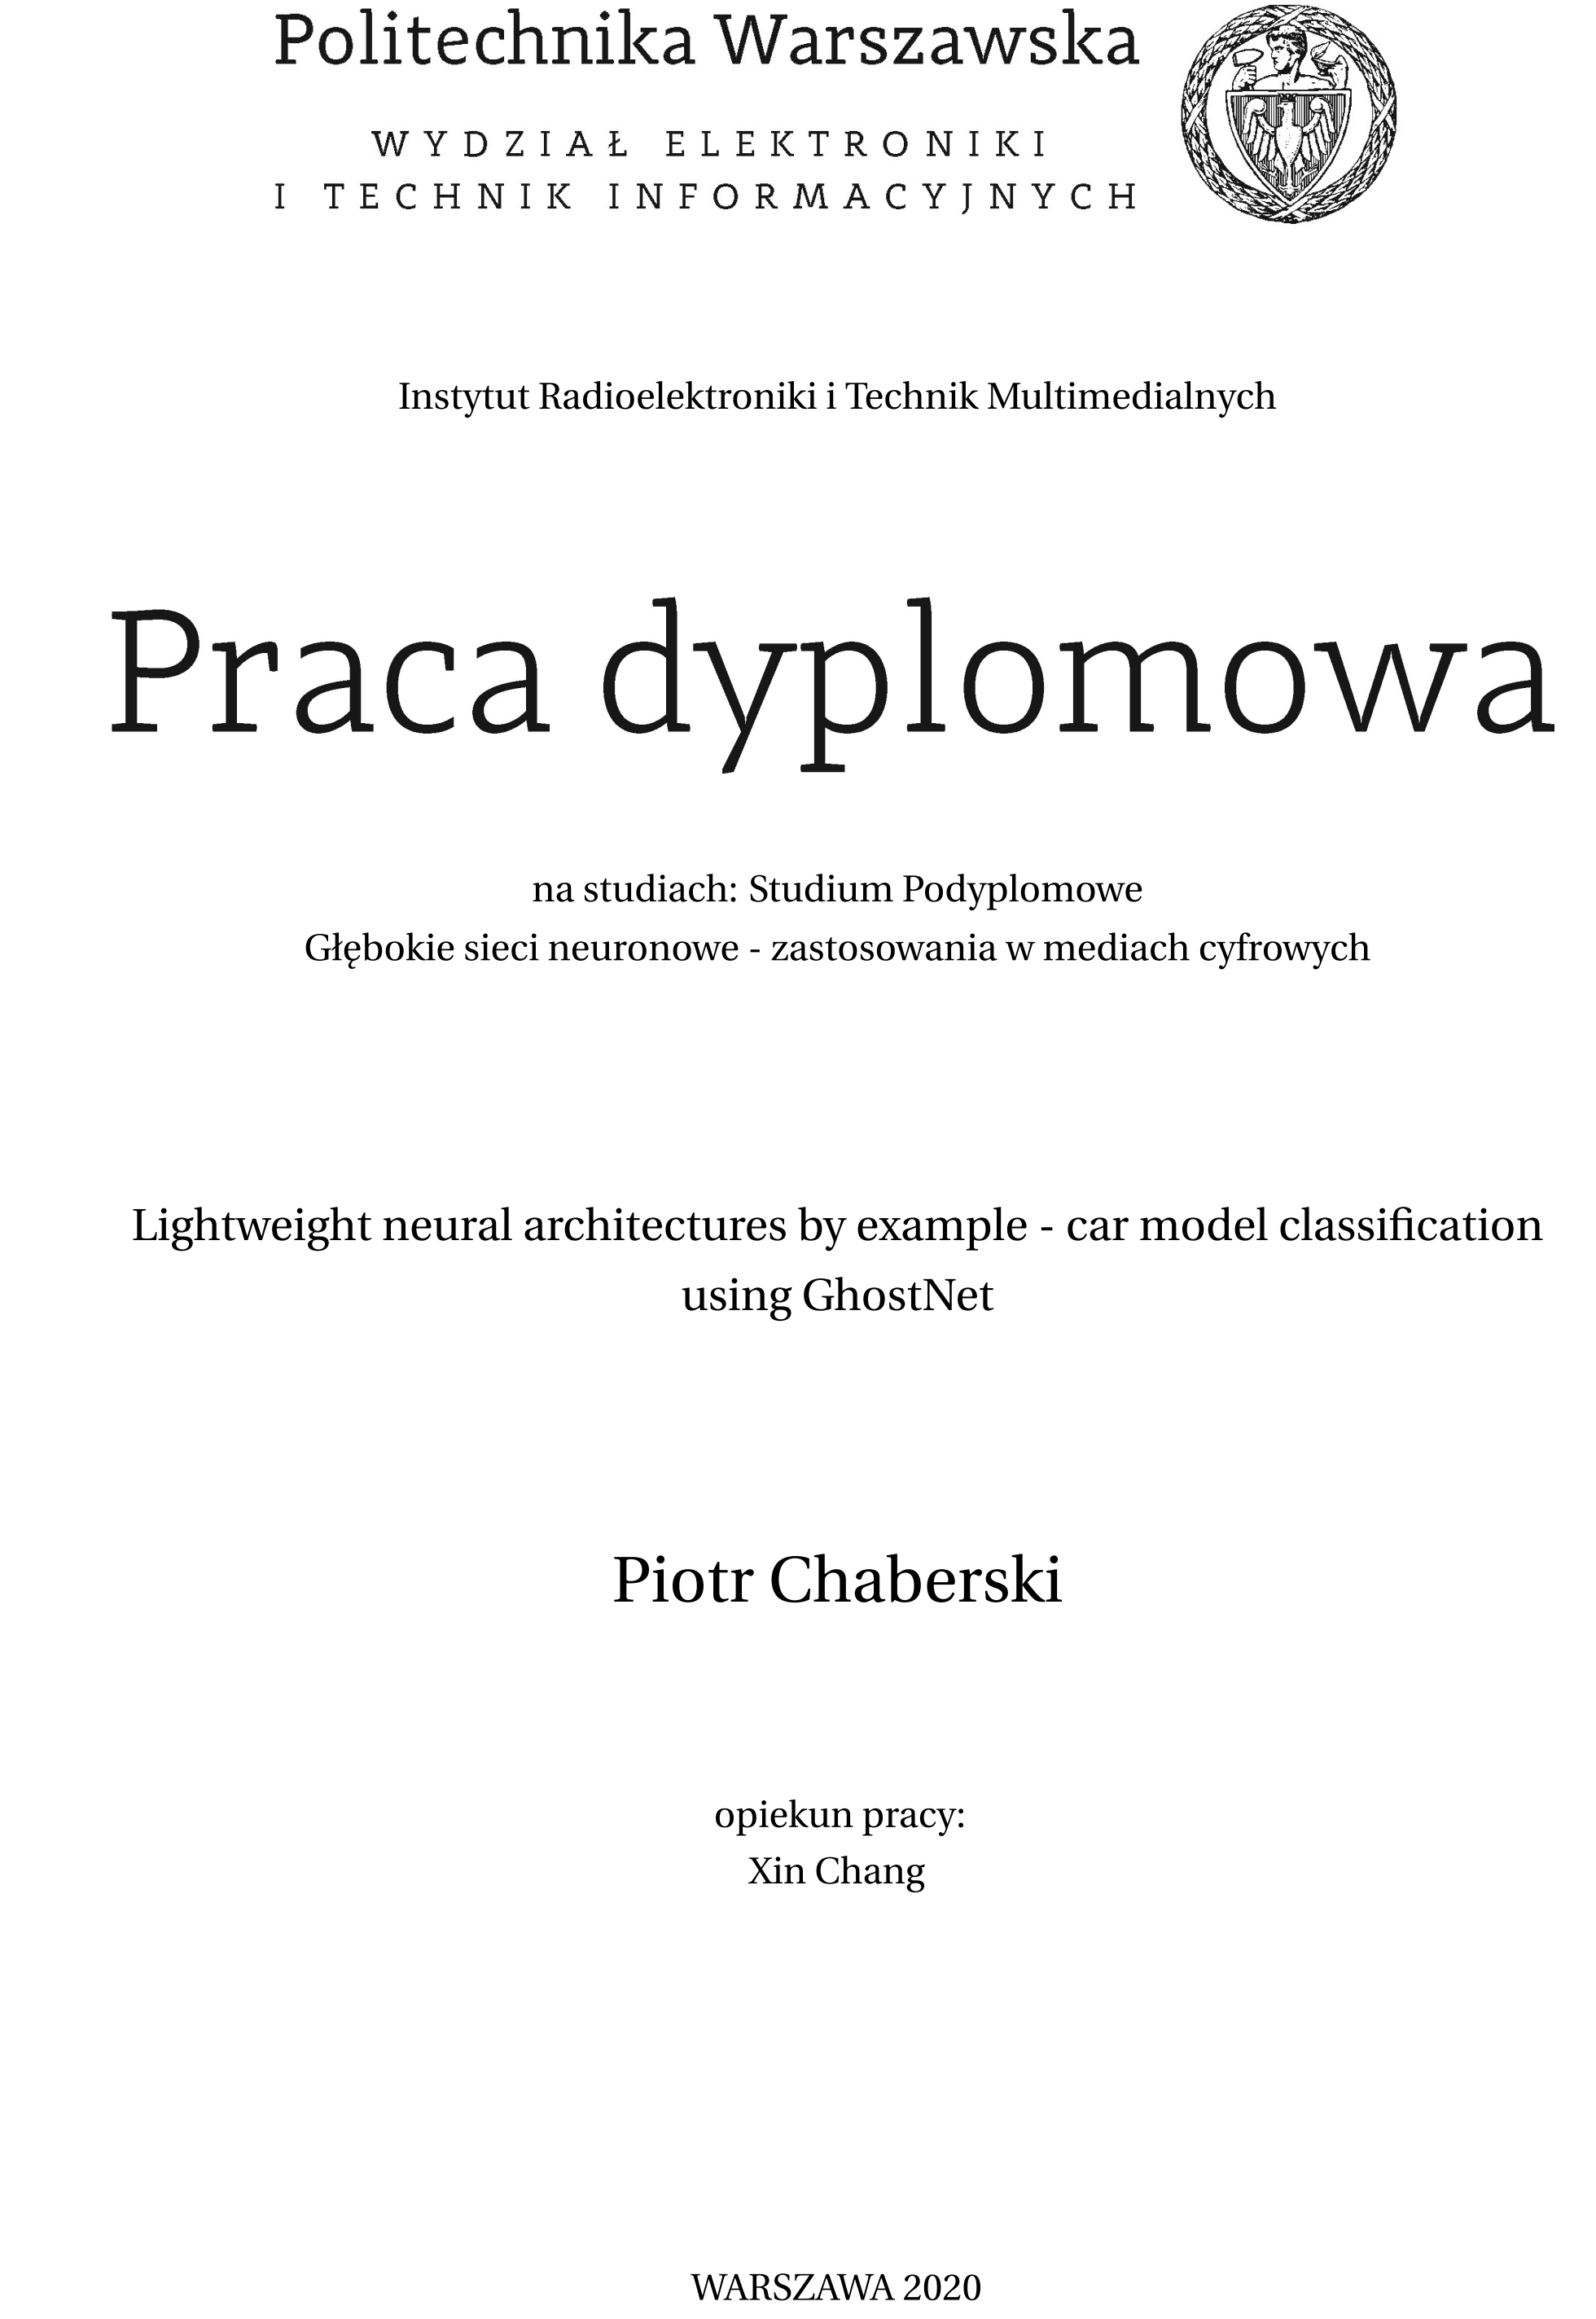 Politechnika Warszawska
WYDZIAŁ ELEKTRONIKI
I TECHNIK INFORMACYJNYCH
Instytut Radioelektroniki i Technik Multimedialnych
Praca dyplomowa
na studiach: Studium Podyplomowe
Głębokie sieci neuronowe - zastosowania w mediach cyfrowych
Lightweight neural architectures by example - car model classification
using GhostNet
Piotr Chaberski
opiekun pracy:
Xin Chang
WARSZAWA 2020